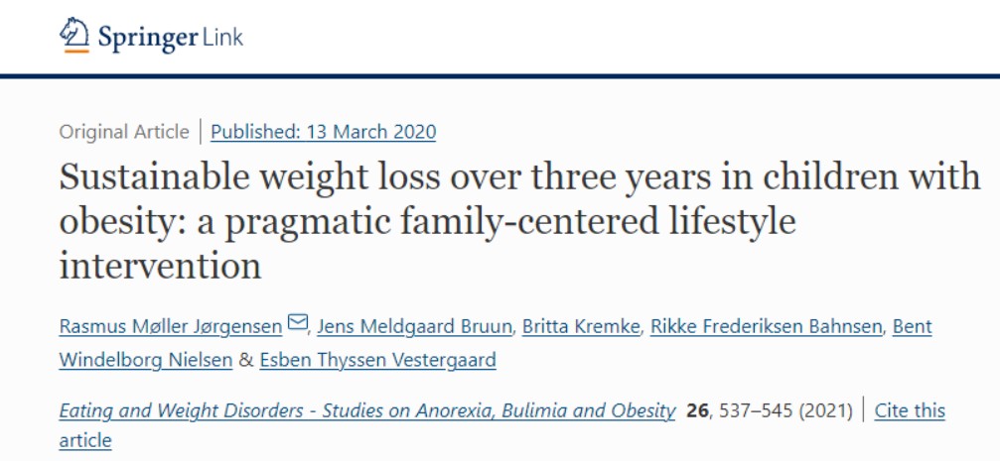 Springer Link
Original Article | Published: 13 March 2020
Sustainable weight loss over three years in children with
obesity: a pragmatic family-centered lifestyle
intervention
Rasmus Møller Jørgensen, Jens Meldgaard Bruun, Britta Kremke, Rikke Frederiksen Bahnsen, Bent
Windelborg Nielsen & Esben Thyssen Vestergaard
Eating and Weight Disorders - Studies on Anorexia, Bulimia and Obesity 26, 537–545 (2021) | Cite this
article